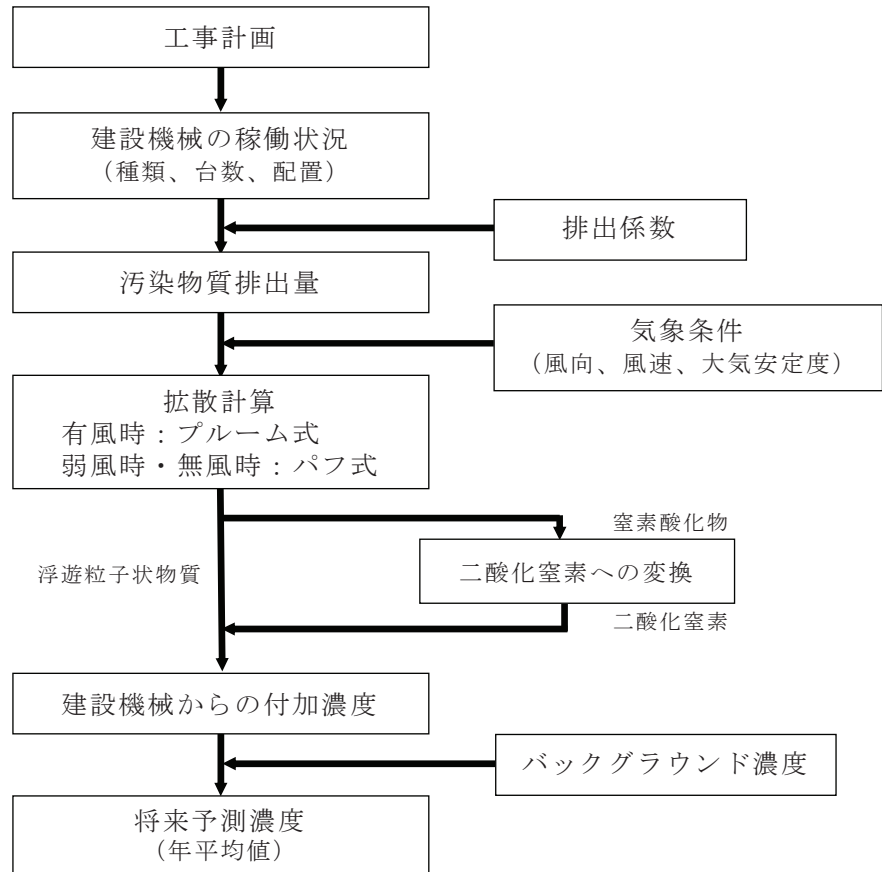 工事計画
建設機械の稼働状況
（種類、台数、配置）
排出係数
汚染物質排出量
気象条件
（風向、風速、大気安定度）
拡散計算
有風時：プルーム式
弱風時・無風時：パフ式
窒素酸化物
浮遊粒子状物質
二酸化窒素への変換
二酸化窒素
建設機械からの付加濃度
バックグラウンド濃度
将来予測濃度
（年平均値）